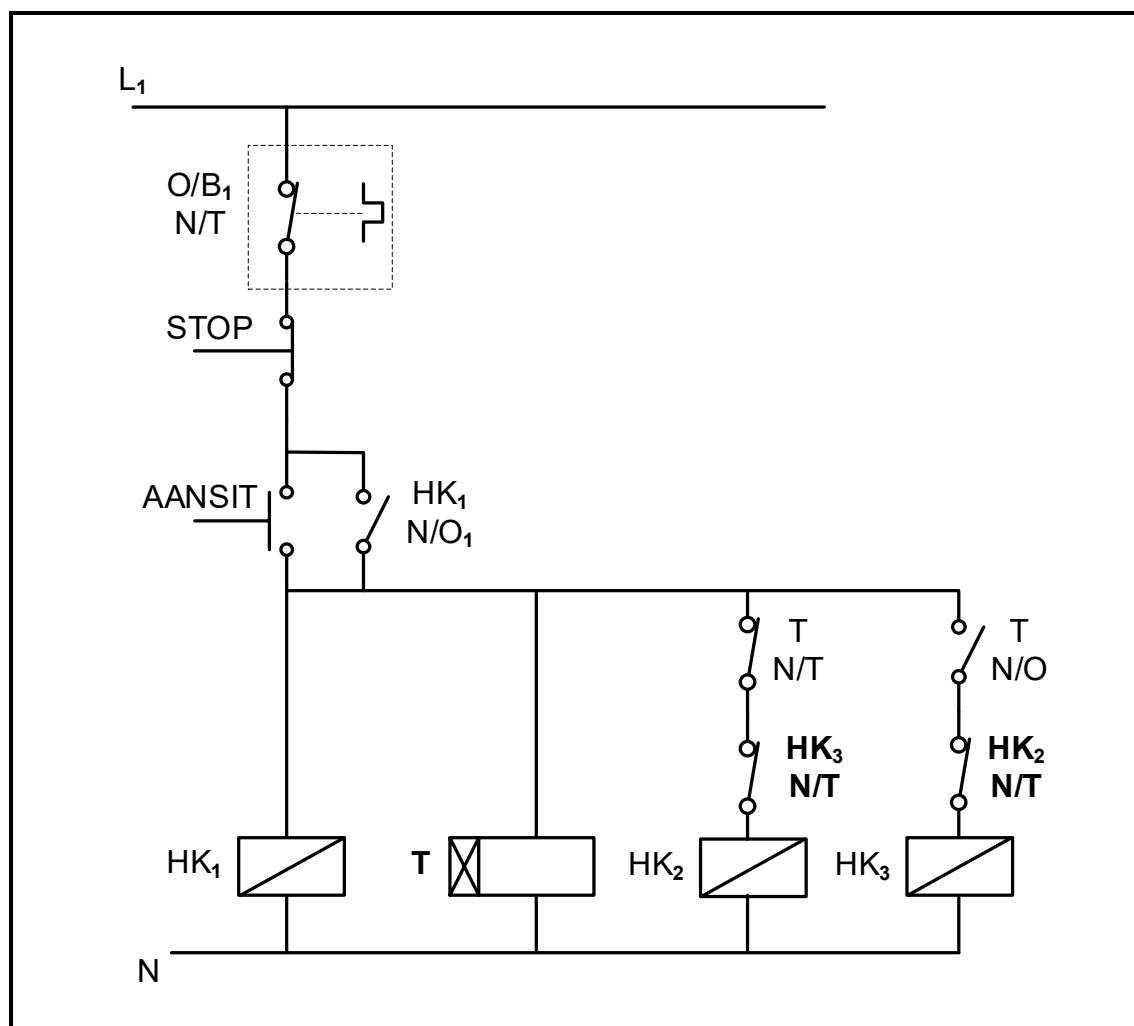 L₁
O/B₁
N/T
STOP
AANSIT
HK₁
N/O₁
T
N/T
T
N/O
HK₃
N/T
HK₂
N/T
HK₁
T
HK₂
HK₃
N